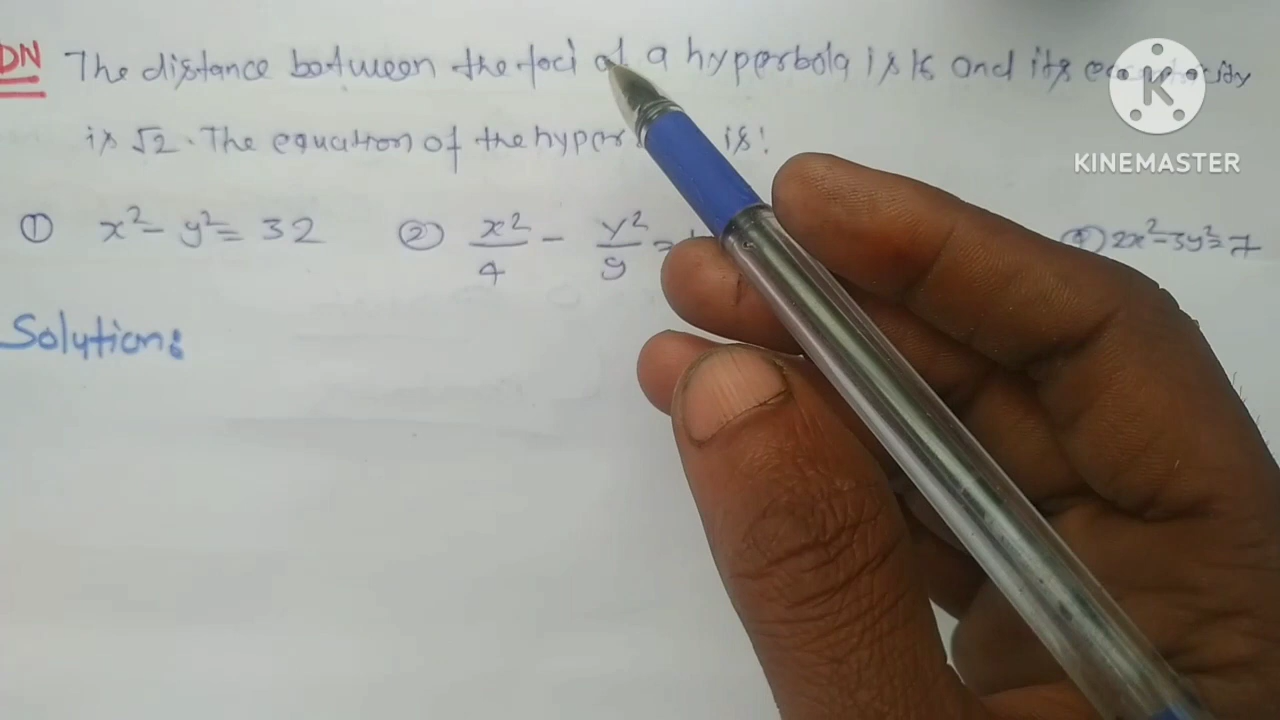 DN The distance between the foci of a hyperbola is 16 and its
is √2. The equation of the is:
① x²- y²= 32 ② x²/4 - y²/9 = ④ 2x²-3y²=7
Solution:
KINEMASTER